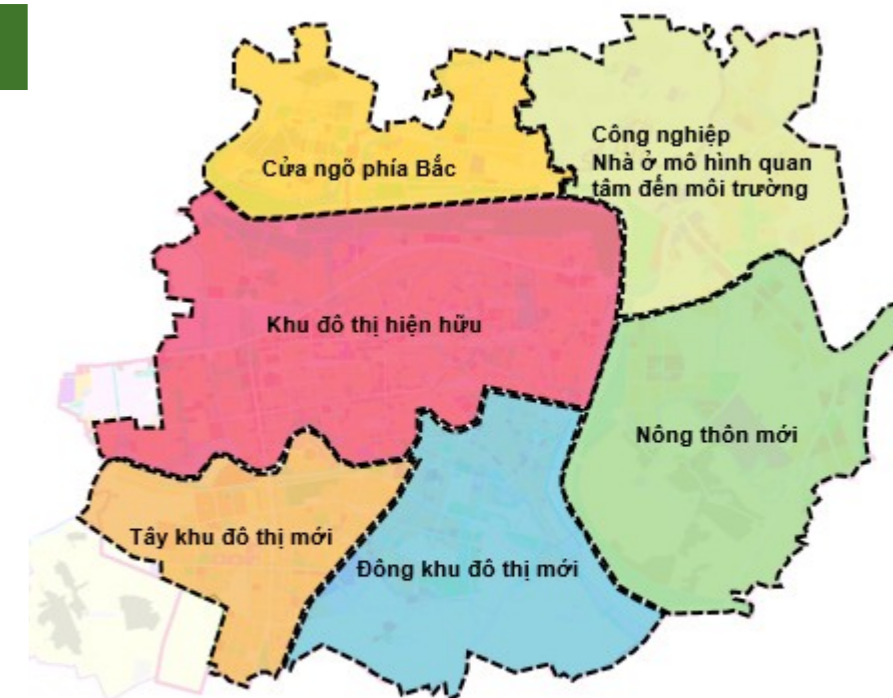 Cửa ngõ phía Bắc
Công nghiệp
Nhà ở mô hình quan
tâm đến môi trường
Khu đô thị hiện hữu
Nông thôn mới
Tây khu đô thị mới
Đông khu đô thị mới